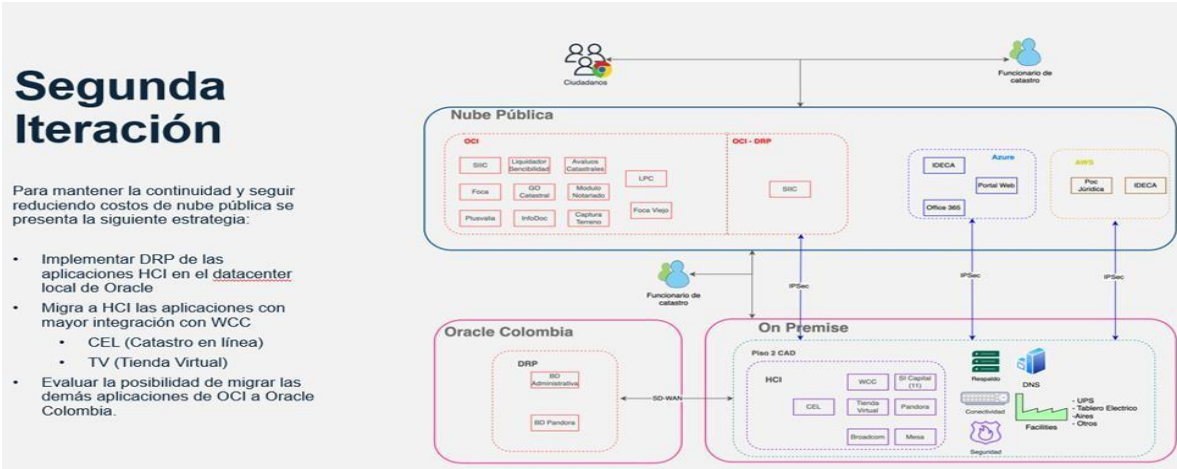 Segunda
Iteración
Para mantener la continuidad y seguir
reduciendo costos de nube pública se
presenta la siguiente estrategia:
• Implementar DRP de las
aplicaciones HCI en el datacenter
local de Oracle
• Migra a HCI las aplicaciones con
mayor integración con WCC
• CEL (Catastro en línea)
• TV (Tienda Virtual)
• Evaluar la posibilidad de migrar las
demás aplicaciones de OCI a Oracle
Colombia.
Ciudadanos
Funcionario de
catastro
Nube Pública
OCI
SIIC
Liquidador
Sencibilidad
Avaluos
Catastrales
LPC
Foca
GO
Catastral
Modulo
Notariado
Foca Viejo
Plusvalia
InfoDoc
Captura
Terreno
OCI - DRP
SIIC
Azure
IDECA
Portal Web
Office 365
AWS
Poc
Jurídica
IDECA
IPSec
IPSec
IPSec
Funcionario de
catastro
Oracle Colombia
DRP
BD
Administrativa
BD Pandora
SD-WAN
On Premise
Piso 2 CAD
HCI
CEL
WCC
SI Capital
(11)
Tienda
Virtual
Pandora
Broadcom
Mesa
Respaldo
DNS
Conectividad
Seguridad
Facilities
- UPS
- Tablero Electrico
-Aires
- Otros